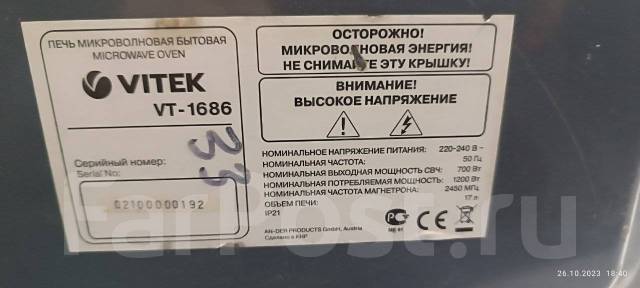 ПЕЧЬ МИКРОВОЛНОВАЯ БЫТОВАЯ
MICROWAVE OVEN
VITEK
VT-1686
33
Серийный номер:
Serial No:
02100000192
ОСТОРОЖНО!
МИКРОВОЛНОВАЯ ЭНЕРГИЯ!
НЕ СНИМАЙТЕ ЭТУ КРЫШКУ!
ВНИМАНИЕ!
ВЫСОКОЕ НАПРЯЖЕНИЕ
НОМИНАЛЬНОЕ НАПРЯЖЕНИЕ ПИТАНИЯ: 220-240 В ~
НОМИНАЛЬНАЯ ЧАСТОТА: 50 Гц
НОМИНАЛЬНАЯ ВЫХОДНАЯ МОЩНОСТЬ СВЧ: 700 Вт
НОМИНАЛЬНАЯ ПОТРЕБЛЯЕМАЯ МОЩНОСТЬ: 1200 Вт
НОМИНАЛЬНАЯ ЧАСТОТА МАГНЕТРОНА: 2450 МГц
ОБЪЕМ ПЕЧИ: 17 л
IP21
AN-DER PRODUCTS GmbH, Austria
Сделано в КНР
CE
farpost.ru
26.10.2023 18:40